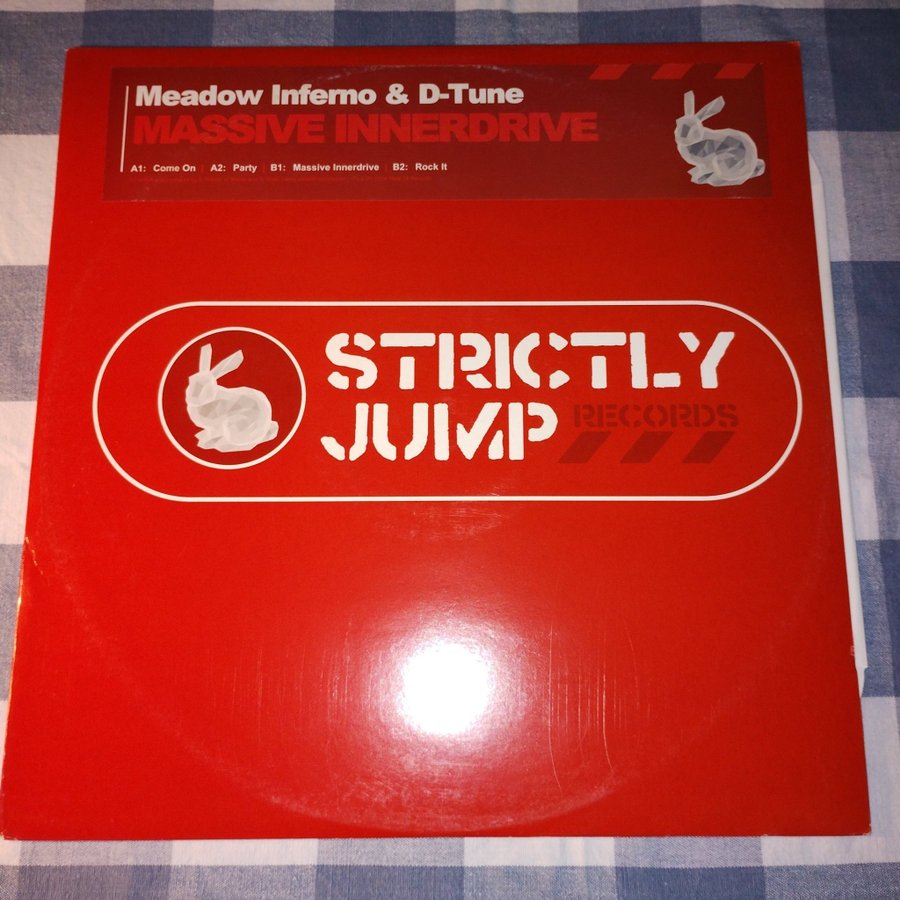 Meadow Inferno & D-Tune
MASSIVE INNERDRIVE
A1: Come On | A2: Party | B1: Massive Innerdrive | B2: Rock It
STRICTLY
JUMP RECORDS